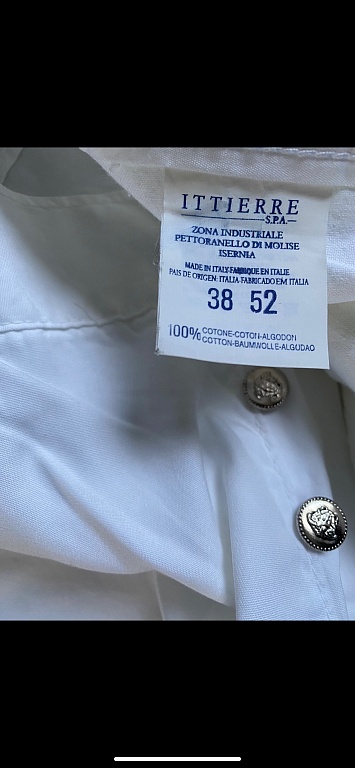 ITTIERRE
S.P.A.
ZONA INDUSTRIALE
PETTORANELLO DI MOLISE
ISERNIA
MADE IN ITALY-FABRIQUE EN ITALIE
PAIS DE ORIGEN: ITALIA-FABRICADO EM ITALIA
38 52
100% COTONE-COTON-ALGODON
COTTON-BAUMWOLLE-ALGODAO